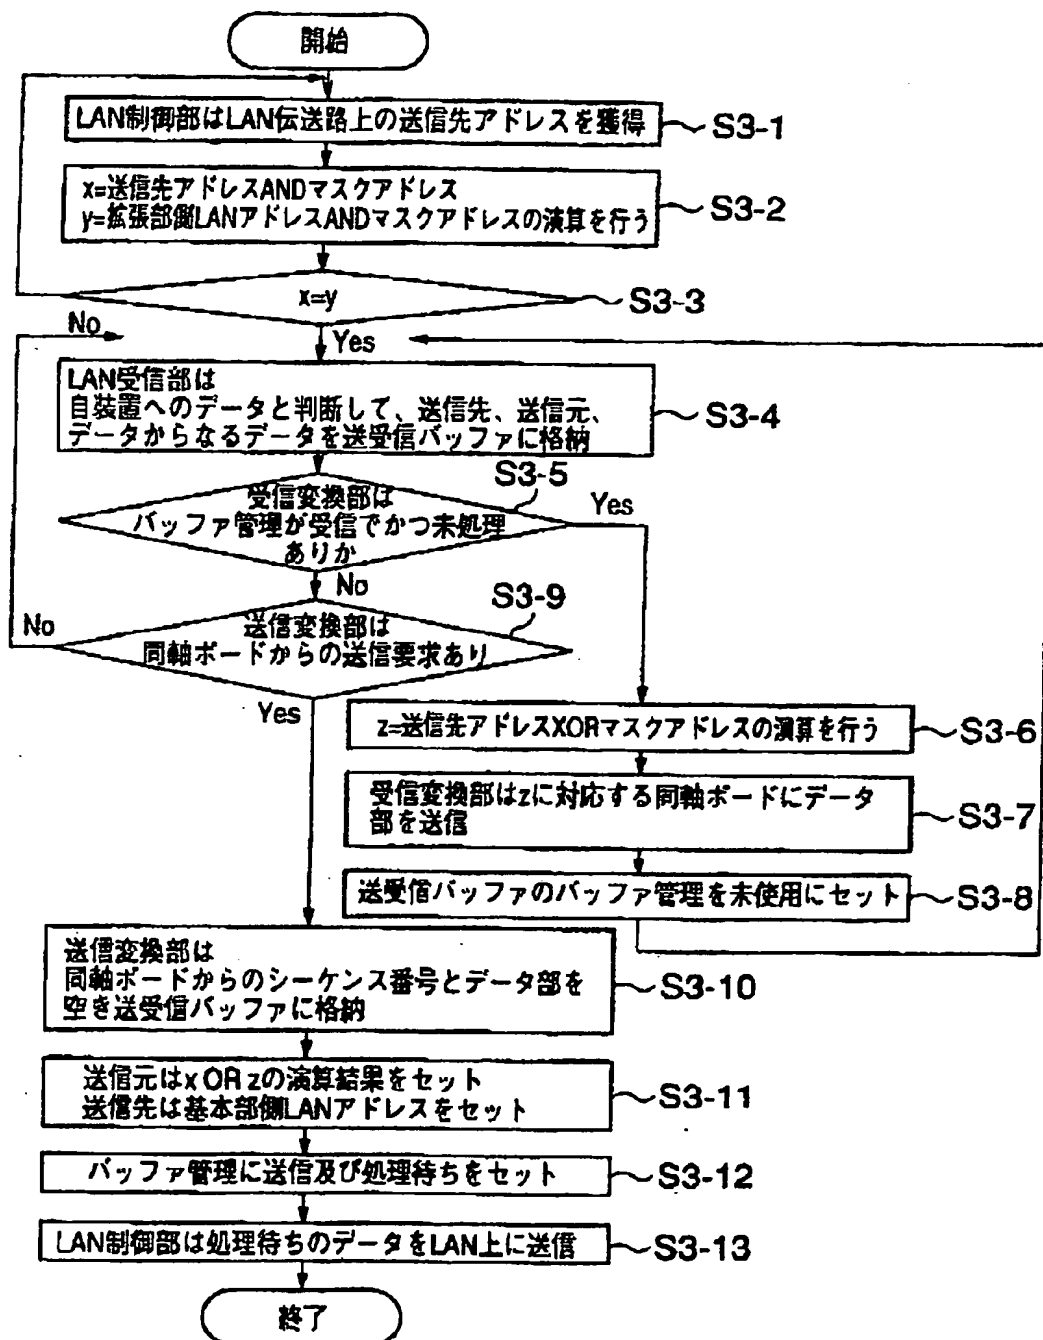 開始
LAN制御部はLAN伝送路上の送信先アドレスを獲得
S3-1
x=送信先アドレスANDマスクアドレス
y=拡張部側LANアドレスANDマスクアドレスの演算を行う
S3-2
x=y
S3-3
No
Yes
LAN受信部は
自装置へのデータと判断して、送信先、送信元、
データからなるデータを送受信バッファに格納
S3-4
S3-5
受信変換部は
バッファ管理が受信でかつ未処理
ありか
Yes
No
S3-9
No
送信変換部は
同軸ボードからの送信要求あり
Yes
z=送信先アドレスXORマスクアドレスの演算を行う
S3-6
受信変換部はzに対応する同軸ボードにデータ
部を送信
S3-7
送受信バッファのバッファ管理を未使用にセット
S3-8
送信変換部は
同軸ボードからのシーケンス番号とデータ部を
空き送受信バッファに格納
S3-10
送信元はx OR zの演算結果をセット
送信先は基本部側LANアドレスをセット
S3-11
バッファ管理に送信及び処理待ちをセット
S3-12
LAN制御部は処理待ちのデータをLAN上に送信
S3-13
終了